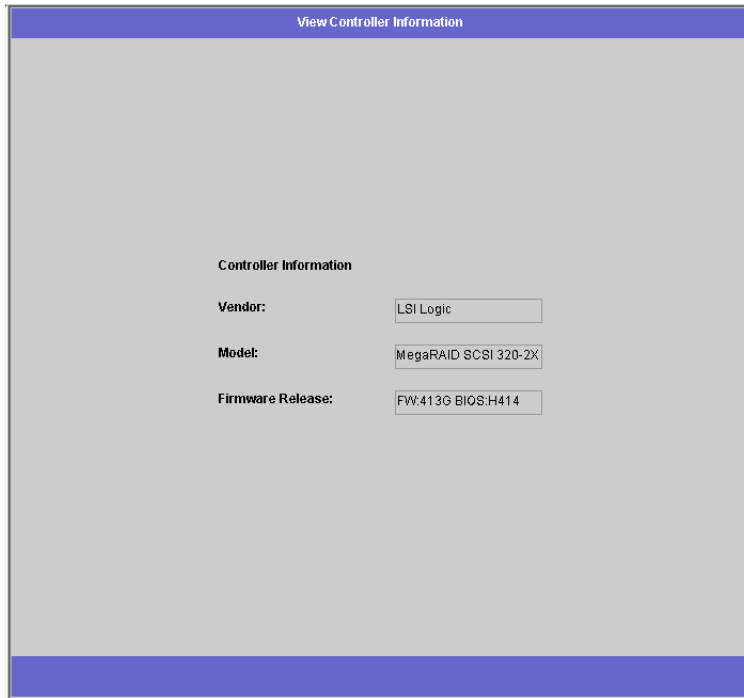 View Controller Information
Controller Information
Vendor: LSI Logic
Model: MegaRAID SCSI 320-2X
Firmware Release: FW:413G BIOS:H414